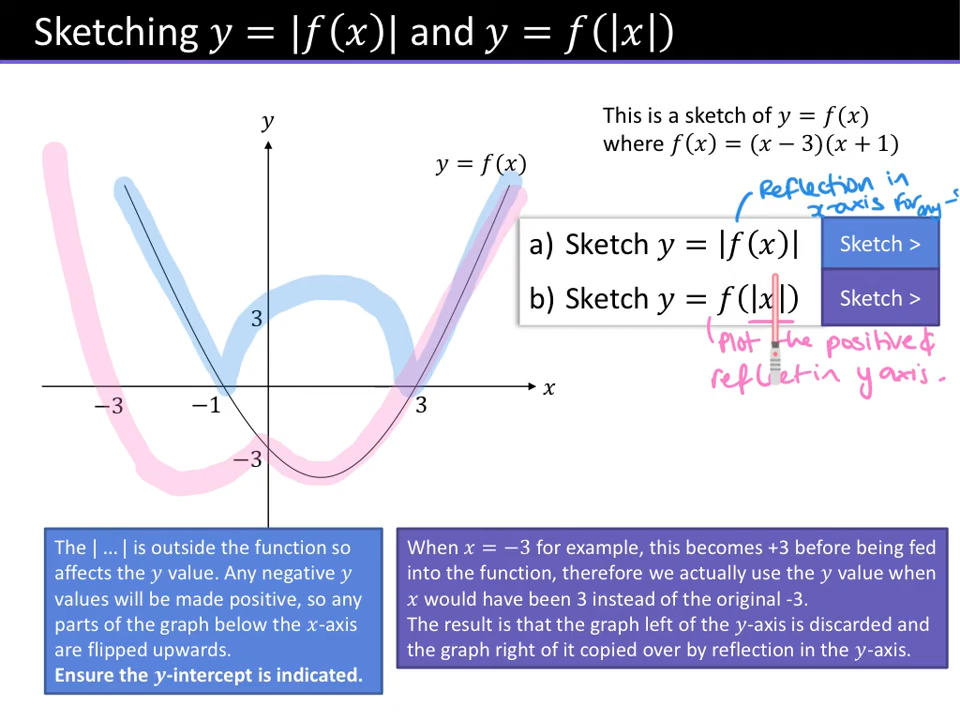 Sketching y = |f(x)| and y = f(|x|)
This is a sketch of y = f(x)
where f(x) = (x − 3)(x + 1)
y
y = f(x)
Reflection in
x-axis for any -
a) Sketch y = |f(x)|
Sketch >
b) Sketch y = f(|x|)
Sketch >
Plot the positive &
reflect in y axis.
3
x
−3
−1
3
−3
The | ... | is outside the function so
affects the y value. Any negative y
values will be made positive, so any
parts of the graph below the x-axis
are flipped upwards.
Ensure the y-intercept is indicated.
When x = −3 for example, this becomes +3 before being fed
into the function, therefore we actually use the y value when
x would have been 3 instead of the original -3.
The result is that the graph left of the y-axis is discarded and
the graph right of it copied over by reflection in the y-axis.